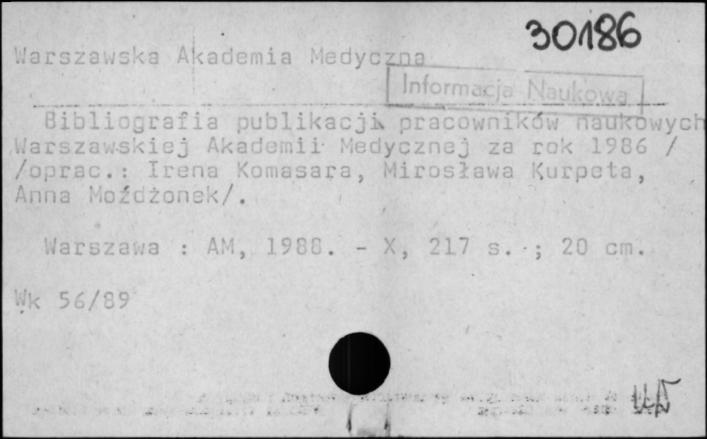 30186
Warszawska Akademia Medyczna
Informacja Naukowa
Bibliografia publikacji pracowników naukowych
Warszawskiej Akademii Medycznej za rok 1986 /
/oprac.: Irena Komasara, Mirosława Kurpeta,
Anna Możdżonek/.
Warszawa : AM, 1988. - X, 217 s. ; 20 cm.
Wk 56/89